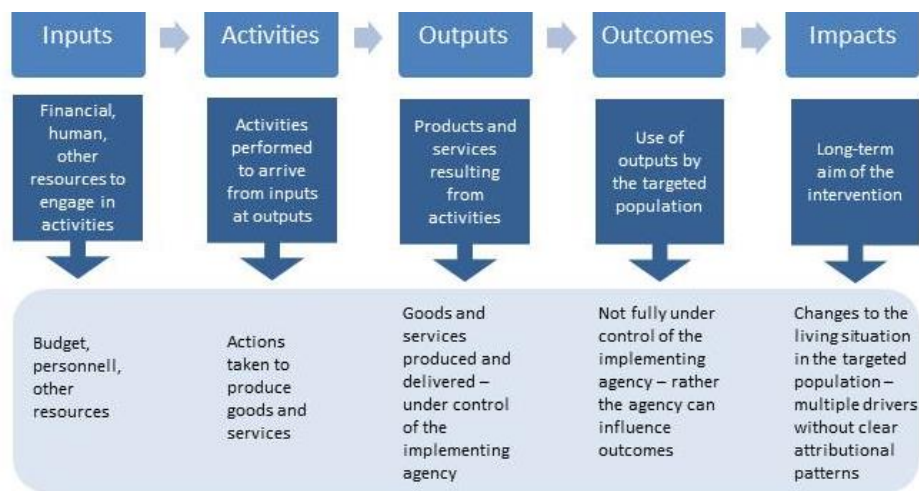 Inputs
Activities
Outputs
Outcomes
Impacts
Financial,
human,
other
resources to
engage in
activities
Activities
performed
to arrive
from inputs
at outputs
Products and
services
resulting
from
activities
Use of
outputs by
the targeted
population
Long-term
aim of the
intervention
Budget,
personnell,
other
resources
Actions
taken to
produce
goods and
services
Goods and
services
produced and
delivered –
under control
of the
implementing
agency
Not fully under
control of the
implementing
agency – rather
the agency can
influence
outcomes
Changes to the
living situation
in the targeted
population –
multiple drivers
without clear
attributional
patterns